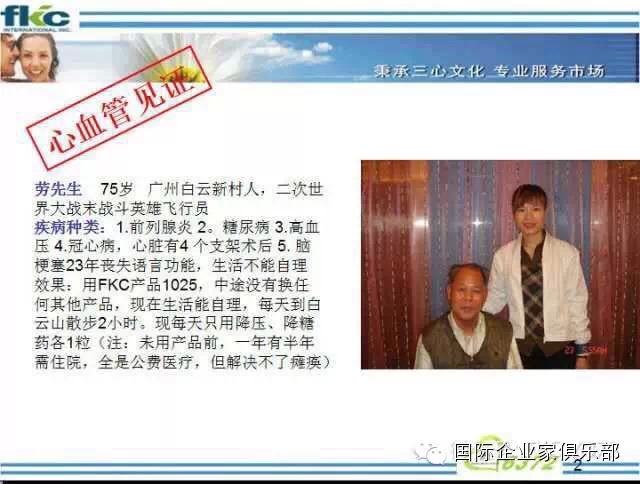 fkc
INTERNATIONAL INC.
秉承三心文化 专业服务市场
心血管见证
劳先生 75岁 广州白云新村人，二次世
界大战末战斗英雄飞行员
疾病种类：1.前列腺炎 2。糖尿病 3.高血
压 4.冠心病，心脏有4 个支架术后 5. 脑
梗塞23年丧失语言功能，生活不能自理
效果：用FKC产品1025，中途没有换任
何其他产品，现在生活能自理，每天到白
云山散步2小时。现每天只用降压、降糖
药各1粒（注：未用产品前，一年有半年
需住院，全是公费医疗，但解决不了瘫痪）
国际企业家俱乐部
2